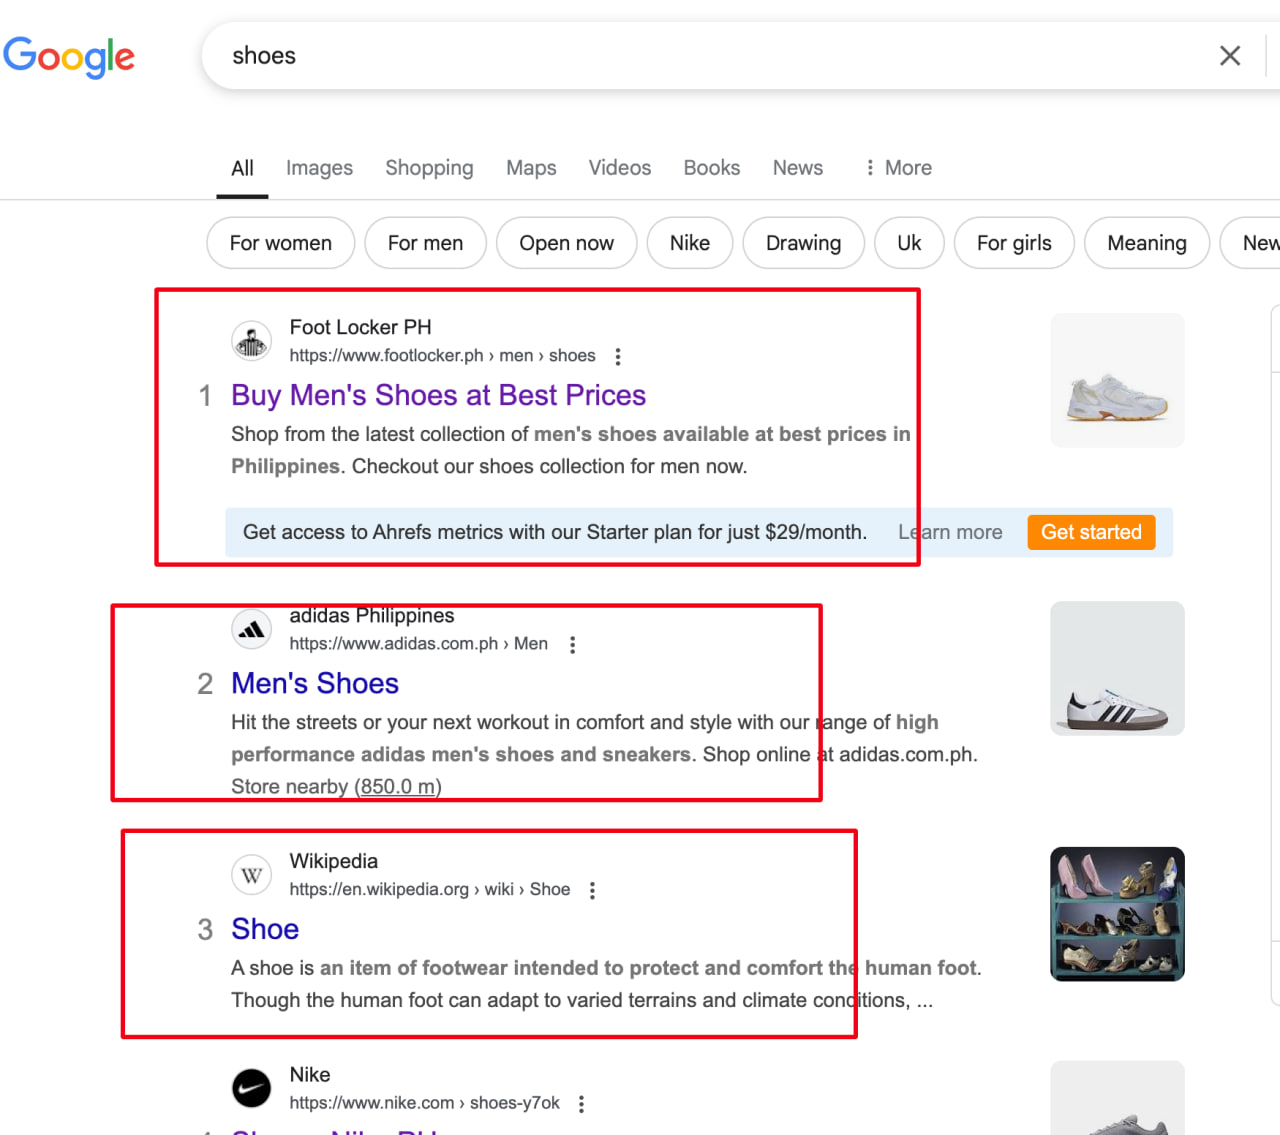 Google
shoes
All Images Shopping Maps Videos Books News More
For women For men Open now Nike Drawing Uk For girls Meaning New
Foot Locker PH
https://www.footlocker.ph › men › shoes
1 Buy Men's Shoes at Best Prices
Shop from the latest collection of men's shoes available at best prices in
Philippines. Checkout our shoes collection for men now.
Get access to Ahrefs metrics with our Starter plan for just $29/month. Learn more Get started
adidas Philippines
https://www.adidas.com.ph › Men
2 Men's Shoes
Hit the streets or your next workout in comfort and style with our range of high
performance adidas men's shoes and sneakers. Shop online at adidas.com.ph.
Store nearby (850.0 m)
W
Wikipedia
https://en.wikipedia.org › wiki › Shoe
3 Shoe
A shoe is an item of footwear intended to protect and comfort the human foot.
Though the human foot can adapt to varied terrains and climate conditions, ...
Nike
https://www.nike.com › shoes-y7ok